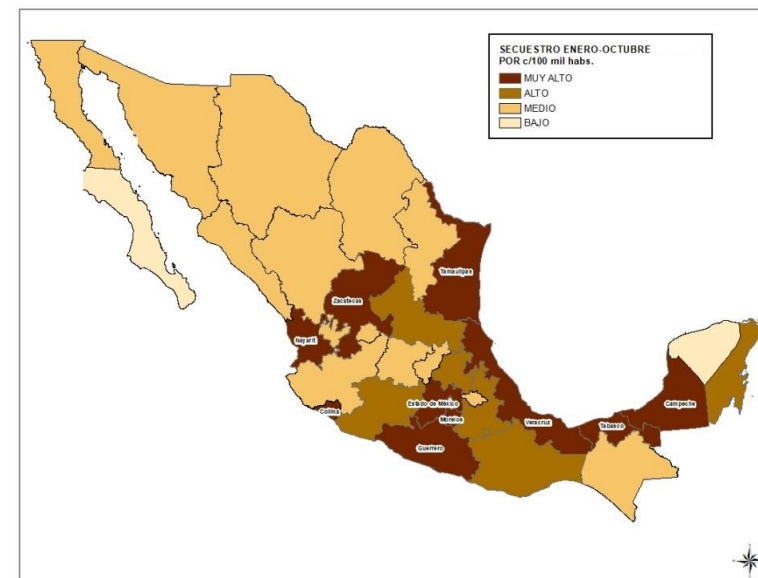 SECUESTRO ENERO-OCTUBRE
POR c/100 mil habs.
MUY ALTO
ALTO
MEDIO
BAJO
Tamaulipas
Zacatecas
Nayarit
Colima
Estado de México
Morelos
Guerrero
Veracruz
Tabasco
Campeche